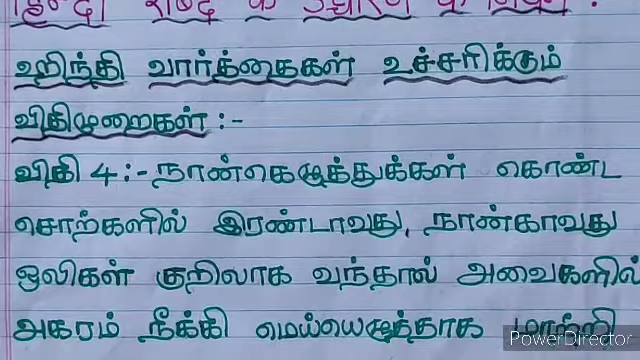 ஹிந்தி வார்த்தைகள் உச்சரிக்கும்
விதிமுறைகள் :-
விதி 4 :- நான்கெழுத்துக்கள் கொண்ட
சொற்களில் இரண்டாவது, நான்காவது
ஒலிகள் குறிலாக வந்தால் அவைகளில்
அகரம் நீக்கி மெய்யெழுத்தாக மாற்றி
PowerDirector